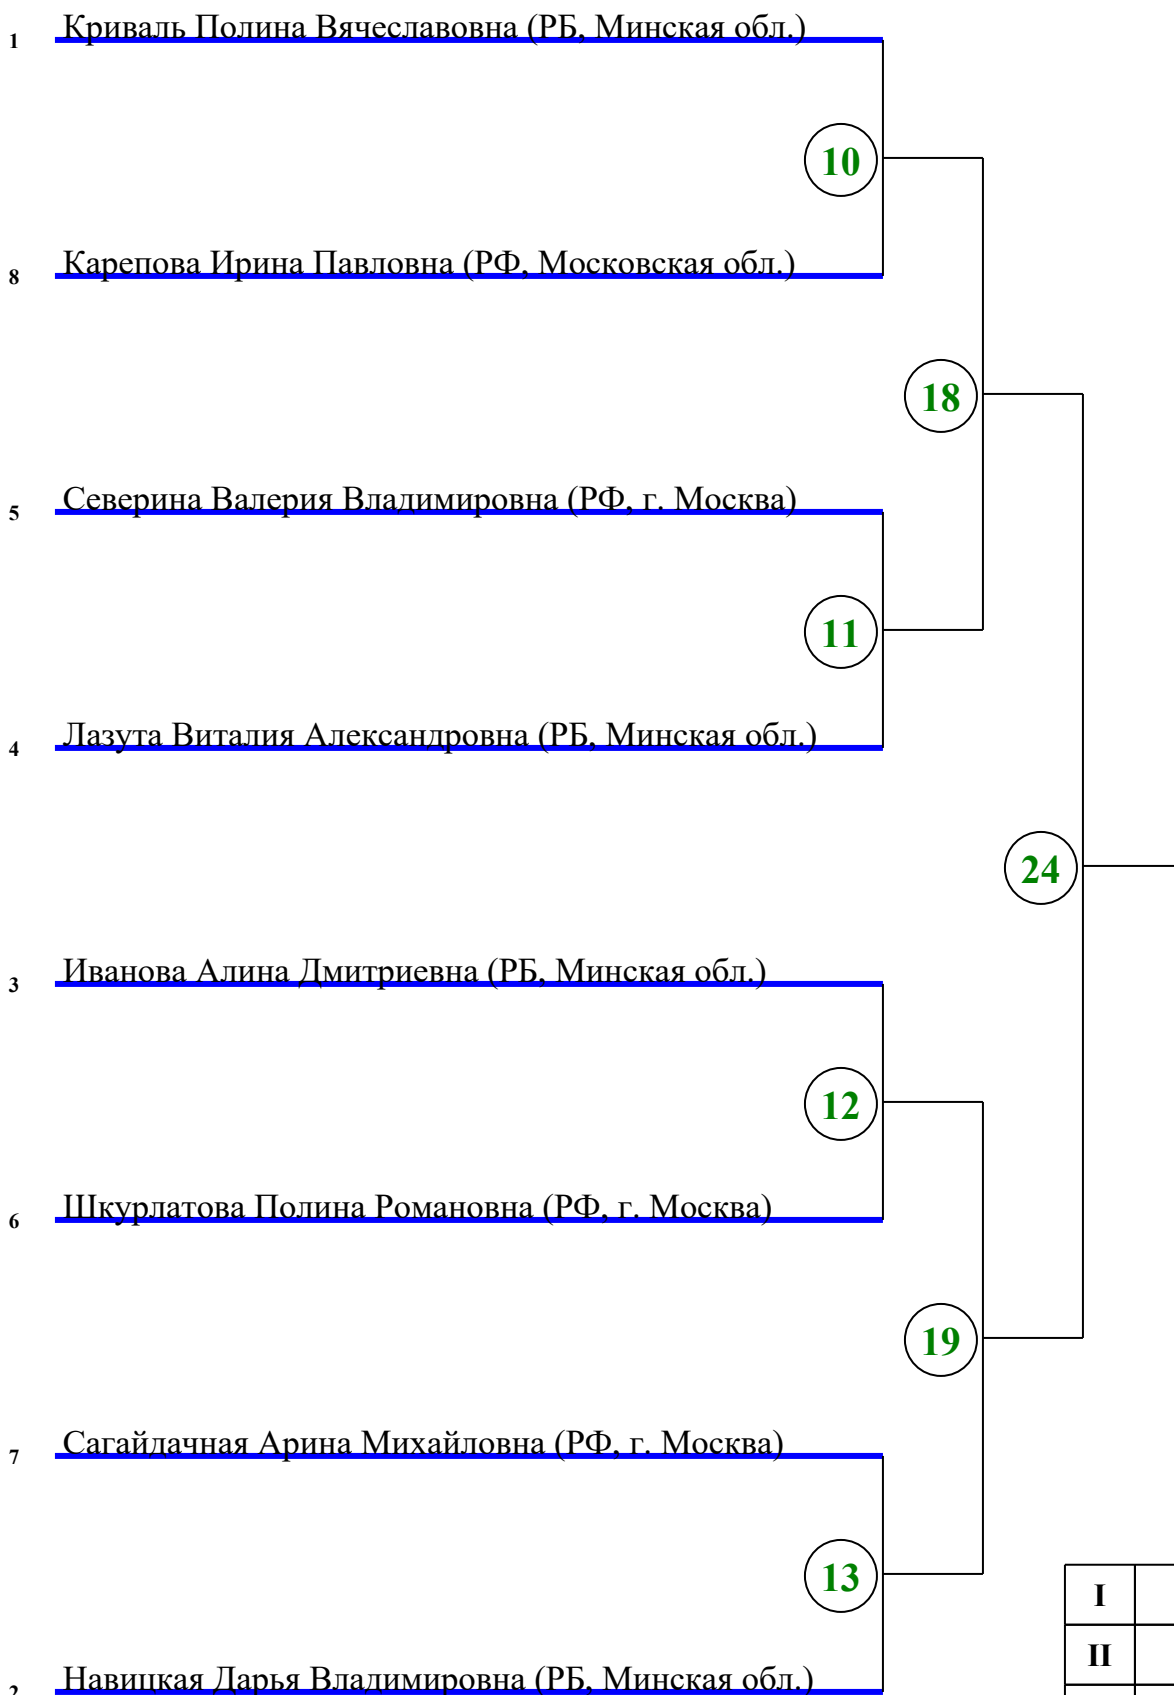 1 Криваль Полина Вячеславовна (РБ, Минская обл.)
10
8 Карепова Ирина Павловна (РФ, Московская обл.)
18
5 Северина Валерия Владимировна (РФ, г. Москва)
11
4 Лазута Виталия Александровна (РБ, Минская обл.)
24
3 Иванова Алина Дмитриевна (РБ, Минская обл.)
12
6 Шкурлатова Полина Романовна (РФ, г. Москва)
19
7 Сагайдачная Арина Михайловна (РФ, г. Москва)
13
I
II
2 Навицкая Дарья Владимировна (РБ, Минская обл.)